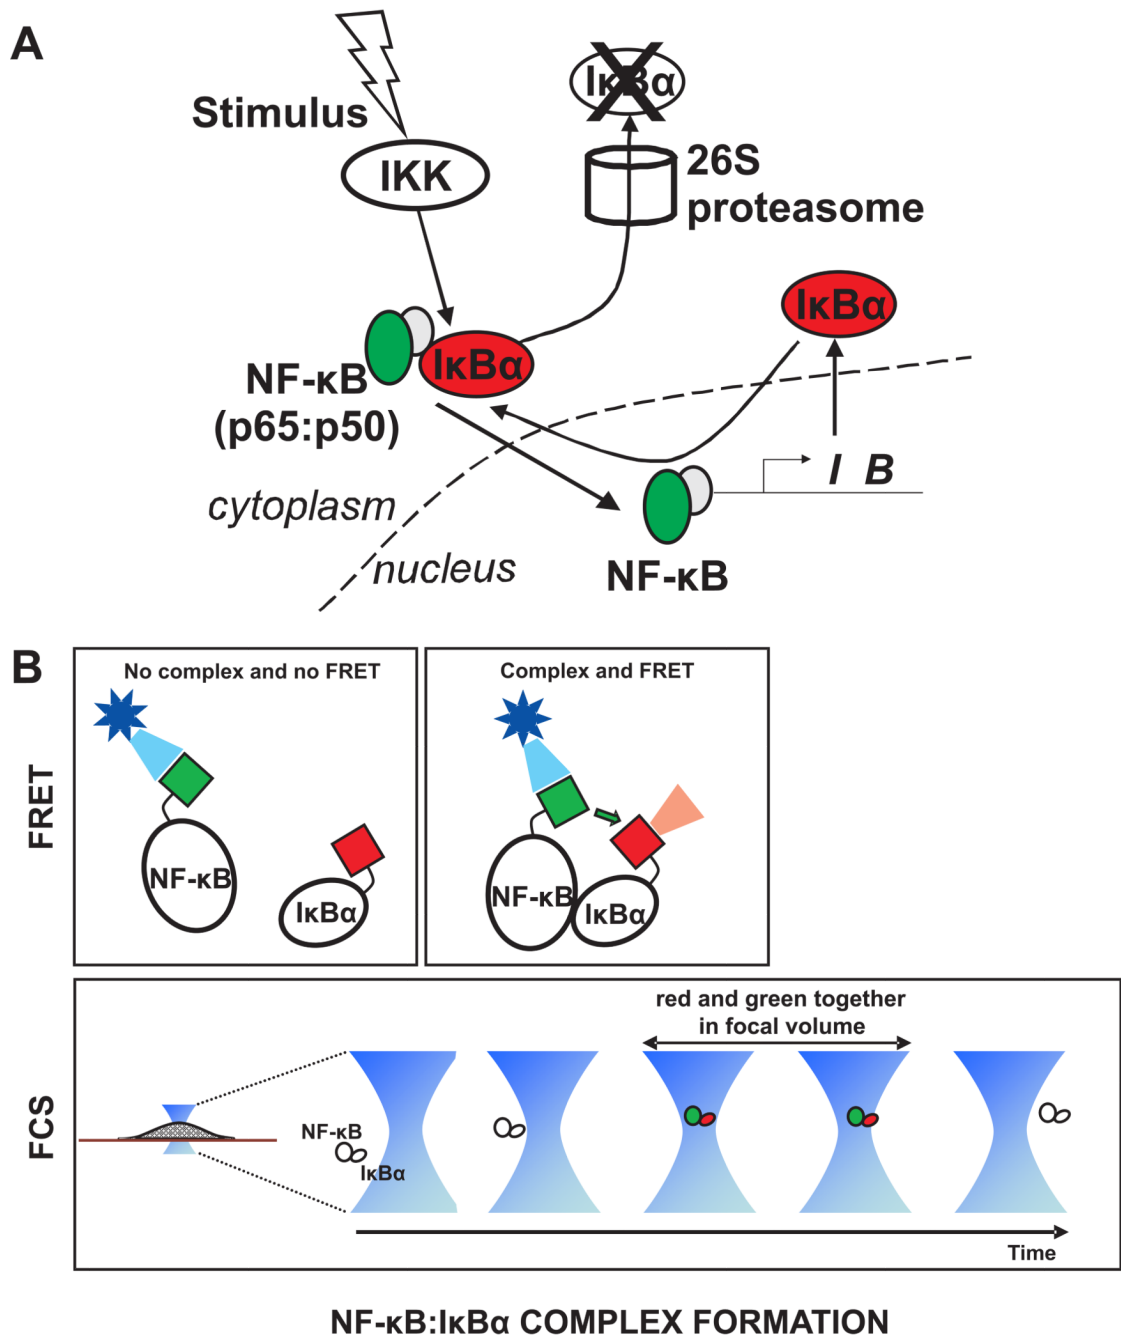 A
Stimulus
IκBα
IKK
26S
proteasome
IκBα
IκBα
NF-κB
(p65:p50)
I B
cytoplasm
nucleus
NF-κB
B
FRET
No complex and no FRET
NF-κB
IκBα
Complex and FRET
NF-κB
IκBα
FCS
red and green together
in focal volume
NF-κB
IκBα
Time
NF-κB:IκBα COMPLEX FORMATION